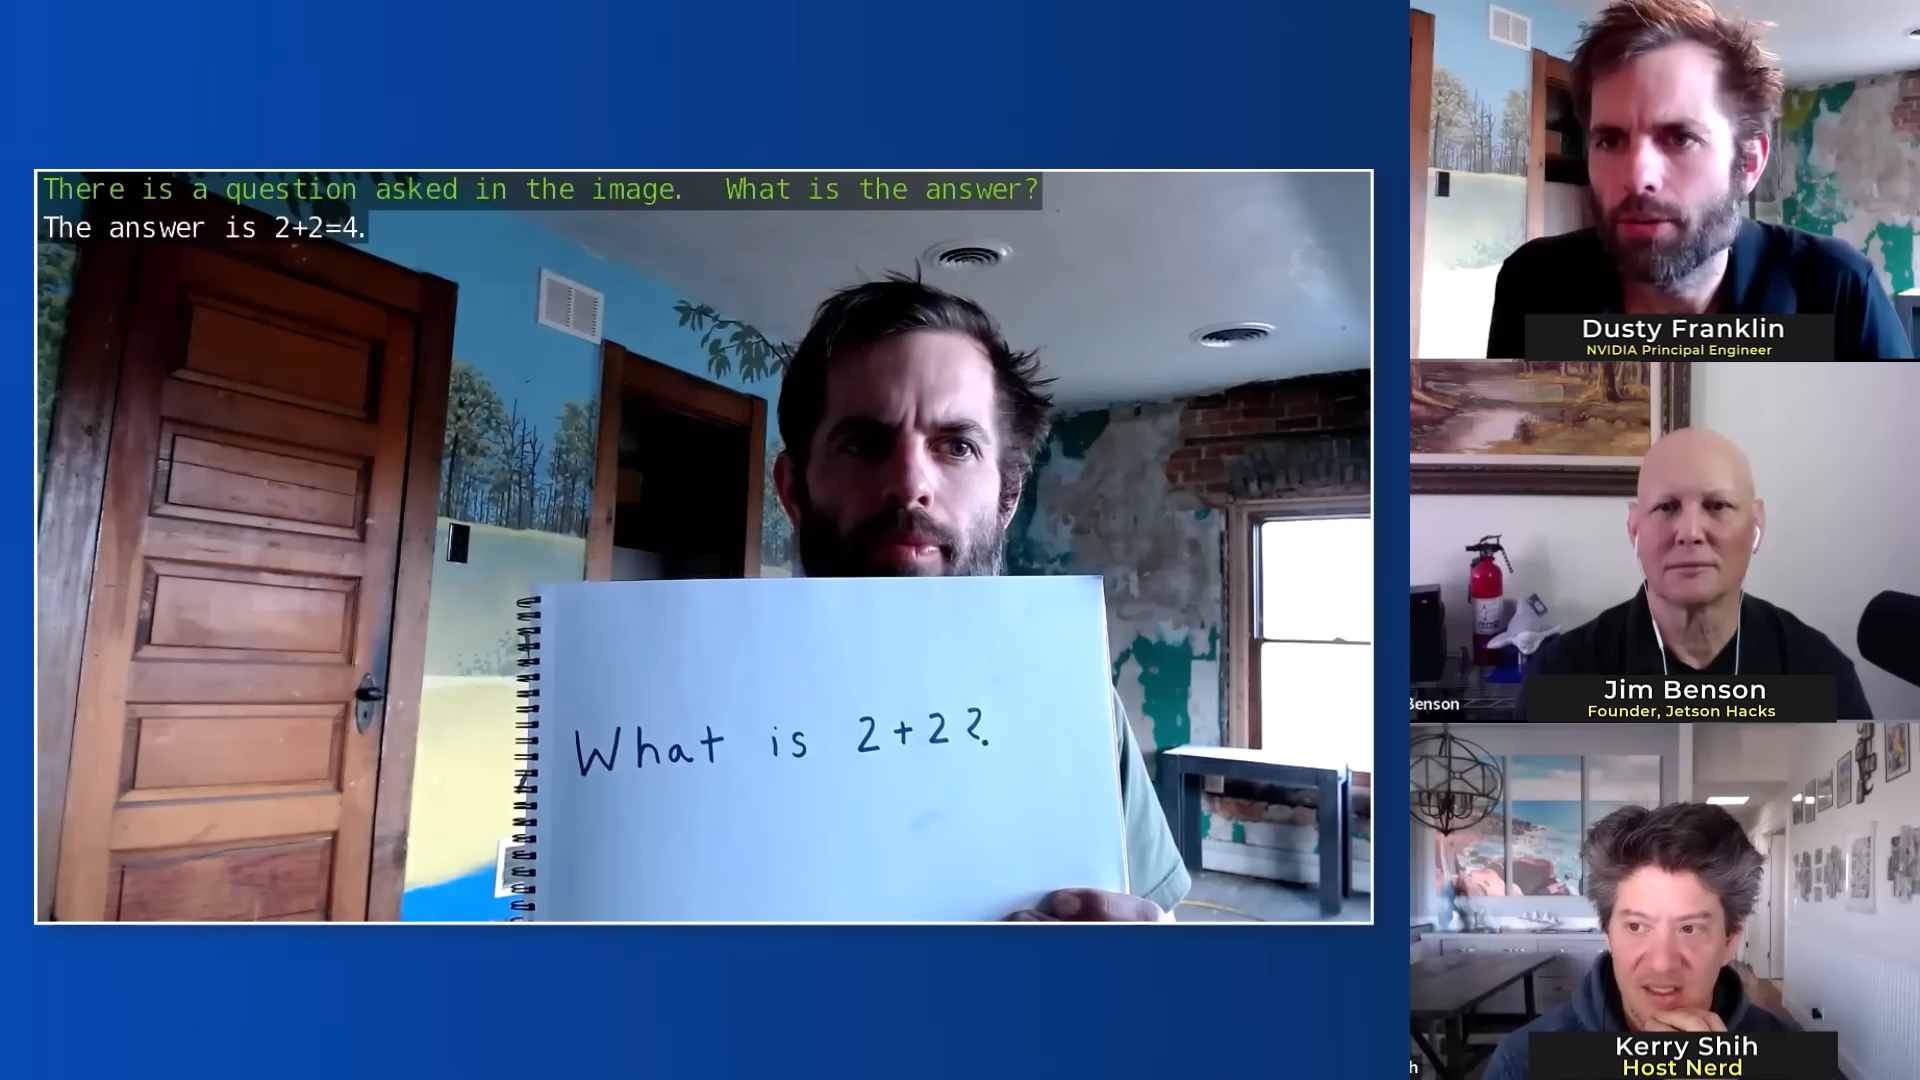 There is a question asked in the image.  What is the answer?
The answer is 2+2=4.
What is 2+2?
Dusty Franklin
NVIDIA Principal Engineer
Benson
Jim Benson
Founder, Jetson Hacks
h
Kerry Shih
Host Nerd